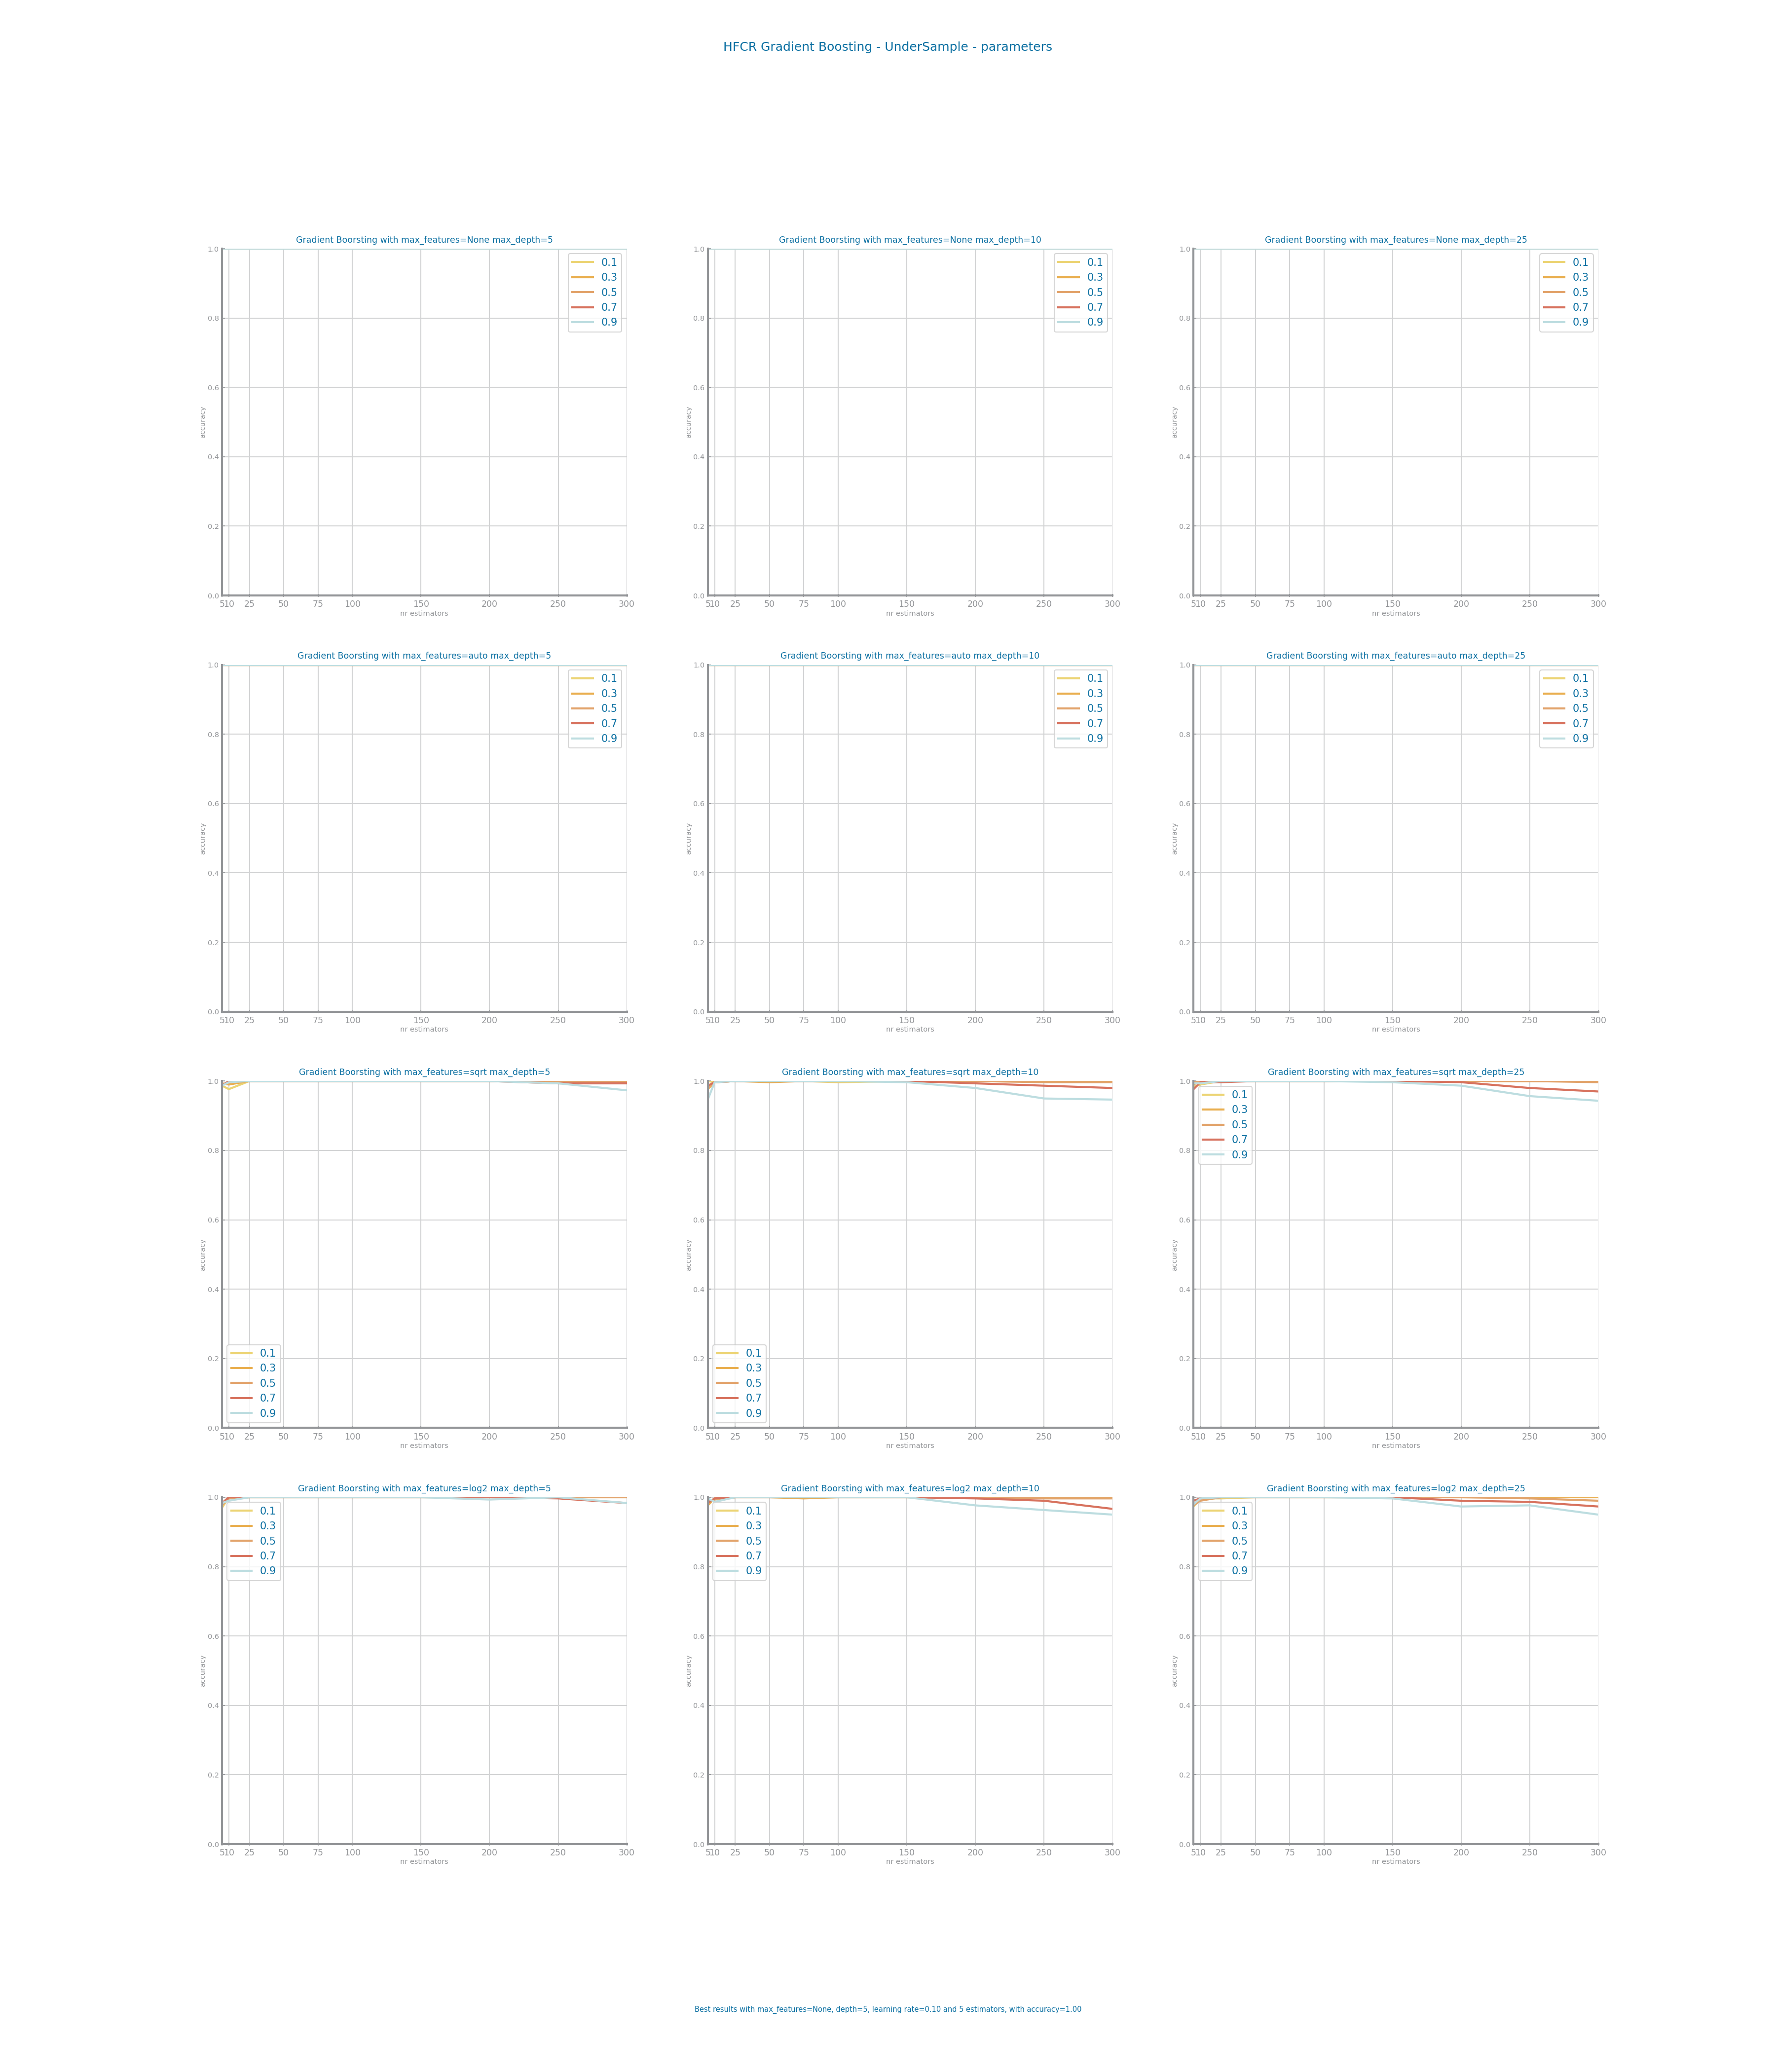 HFCR Gradient Boosting - UnderSample - parameters
Gradient Boorsting with max_features=None max_depth=5
1.0
0.8
0.6
0.4
0.2
0.0
accuracy
0.1
0.3
0.5
0.7
0.9
5 10 25 50 75 100 150 200 250 300
nr estimators
Gradient Boorsting with max_features=None max_depth=10
1.0
0.8
0.6
0.4
0.2
0.0
accuracy
0.1
0.3
0.5
0.7
0.9
5 10 25 50 75 100 150 200 250 300
nr estimators
Gradient Boorsting with max_features=None max_depth=25
1.0
0.8
0.6
0.4
0.2
0.0
accuracy
0.1
0.3
0.5
0.7
0.9
5 10 25 50 75 100 150 200 250 300
nr estimators
Gradient Boorsting with max_features=auto max_depth=5
1.0
0.8
0.6
0.4
0.2
0.0
accuracy
0.1
0.3
0.5
0.7
0.9
5 10 25 50 75 100 150 200 250 300
nr estimators
Gradient Boorsting with max_features=auto max_depth=10
1.0
0.8
0.6
0.4
0.2
0.0
accuracy
0.1
0.3
0.5
0.7
0.9
5 10 25 50 75 100 150 200 250 300
nr estimators
Gradient Boorsting with max_features=auto max_depth=25
1.0
0.8
0.6
0.4
0.2
0.0
accuracy
0.1
0.3
0.5
0.7
0.9
5 10 25 50 75 100 150 200 250 300
nr estimators
Gradient Boorsting with max_features=sqrt max_depth=5
1.0
0.8
0.6
0.4
0.2
0.0
accuracy
0.1
0.3
0.5
0.7
0.9
5 10 25 50 75 100 150 200 250 300
nr estimators
Gradient Boorsting with max_features=sqrt max_depth=10
1.0
0.8
0.6
0.4
0.2
0.0
accuracy
0.1
0.3
0.5
0.7
0.9
5 10 25 50 75 100 150 200 250 300
nr estimators
Gradient Boorsting with max_features=sqrt max_depth=25
1.0
0.8
0.6
0.4
0.2
0.0
accuracy
0.1
0.3
0.5
0.7
0.9
5 10 25 50 75 100 150 200 250 300
nr estimators
Gradient Boorsting with max_features=log2 max_depth=5
1.0
0.8
0.6
0.4
0.2
0.0
accuracy
0.1
0.3
0.5
0.7
0.9
5 10 25 50 75 100 150 200 250 300
nr estimators
Gradient Boorsting with max_features=log2 max_depth=10
1.0
0.8
0.6
0.4
0.2
0.0
accuracy
0.1
0.3
0.5
0.7
0.9
5 10 25 50 75 100 150 200 250 300
nr estimators
Gradient Boorsting with max_features=log2 max_depth=25
1.0
0.8
0.6
0.4
0.2
0.0
accuracy
0.1
0.3
0.5
0.7
0.9
5 10 25 50 75 100 150 200 250 300
nr estimators
Best results with max_features=None, depth=5, learning rate=0.10 and 5 estimators, with accuracy=1.00